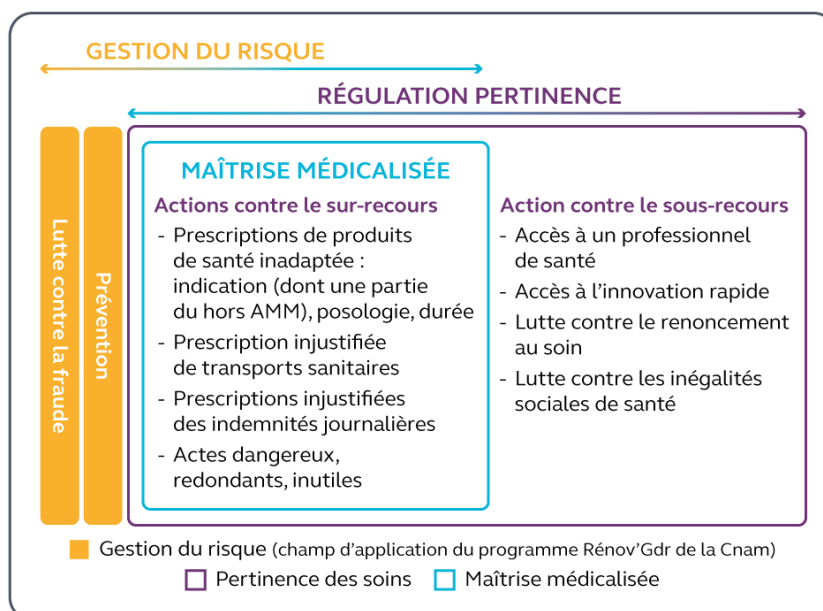 GESTION DU RISQUE
RÉGULATION PERTINENCE
Lutte contre la fraude
Prévention
MAÎTRISE MÉDICALISÉE
Actions contre le sur-recours
- Prescriptions de produits
de santé inadaptée :
indication (dont une partie
du hors AMM), posologie, durée
- Prescription injustifiée
de transports sanitaires
- Prescriptions injustifiées
des indemnités journalières
- Actes dangereux,
redondants, inutiles
Action contre le sous-recours
- Accès à un professionnel
de santé
- Accès à l’innovation rapide
- Lutte contre le renoncement
au soin
- Lutte contre les inégalités
sociales de santé
Gestion du risque (champ d’application du programme Rénov’Gdr de la Cnam)
Pertinence des soins
Maîtrise médicalisée